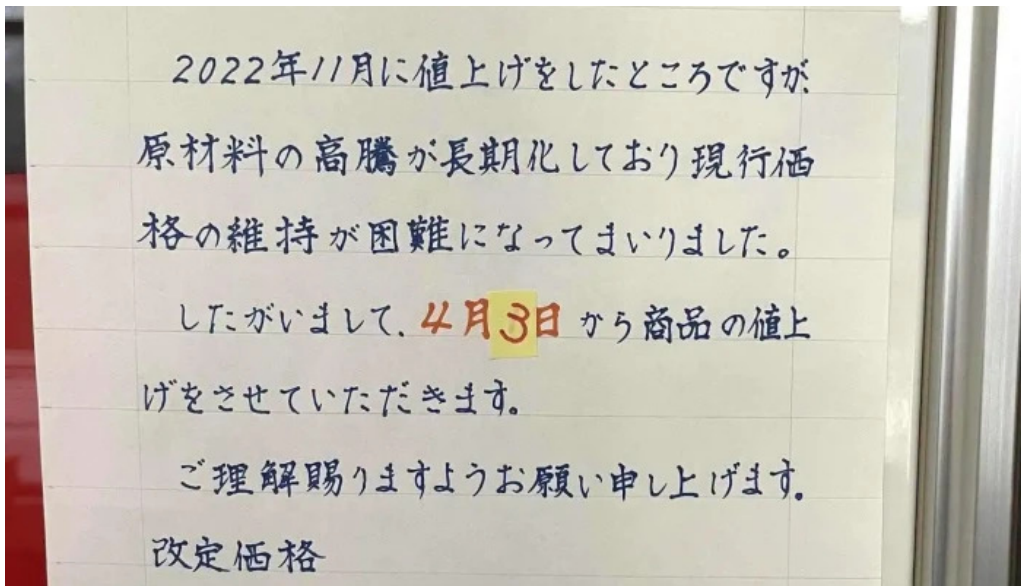 2022年11月に値上げをしたところですが、
原材料の高騰が長期化しており現行価
格の維持が困難になってまいりました。
したがいまして、4月3日から商品の値上
げをさせていただきます。
ご理解賜りますようお願い申し上げます。
改定価格